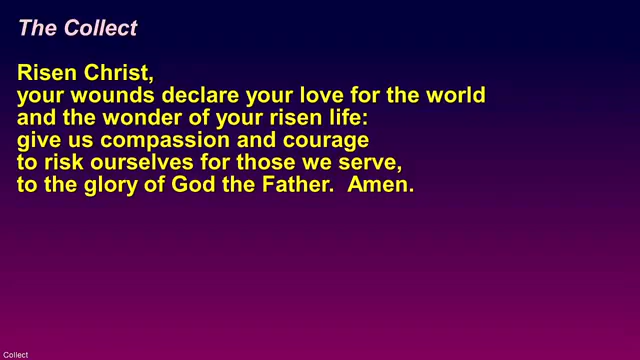 The Collect
Risen Christ,
your wounds declare your love for the world
and the wonder of your risen life:
give us compassion and courage
to risk ourselves for those we serve,
to the glory of God the Father.  Amen.
Collect